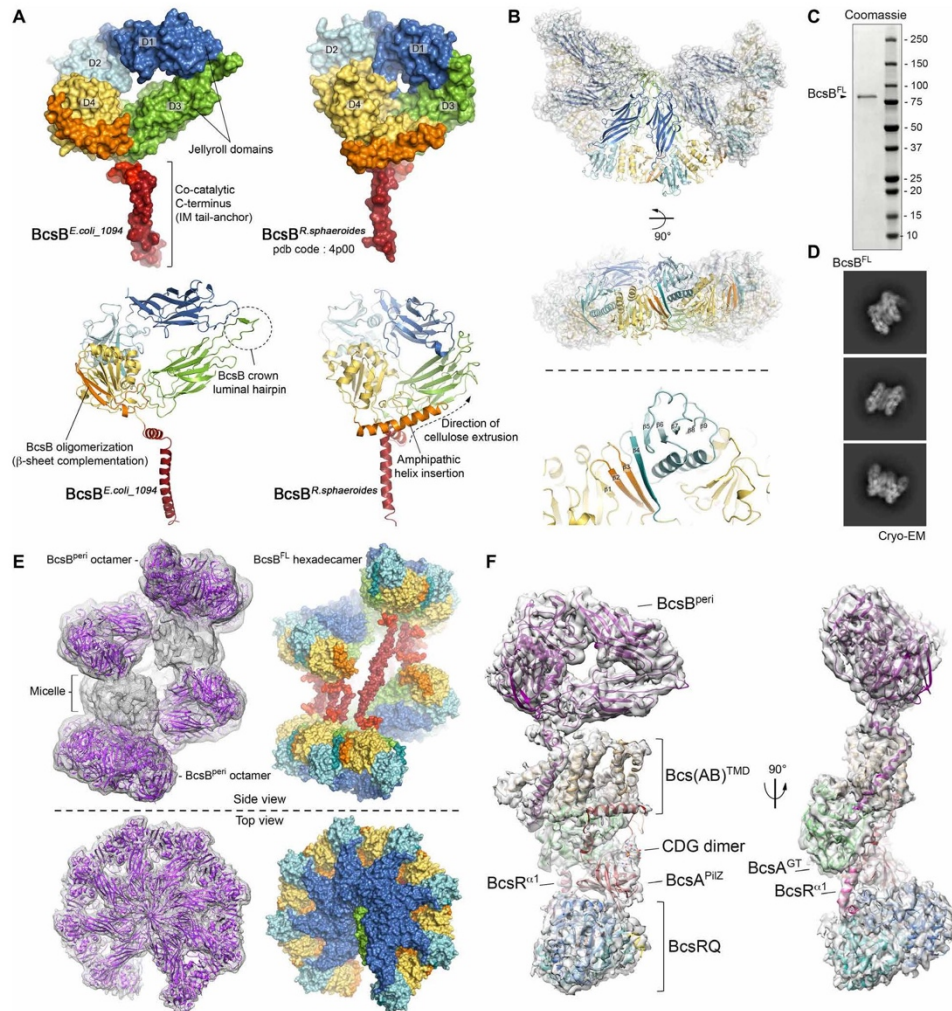 A
D1
D2
D4
D3
Jellyroll domains
Co-catalytic
C-terminus
(IM tail-anchor)
BcsB^E.coli_1094
D2
D1
D4
D3
BcsB^R.sphaeroides
pdb code : 4p00
BcsB crown
luminal hairpin
BcsB oligomerization
(β-sheet complementation)
BcsB^E.coli_1094
Direction of
cellulose extrusion
Amphipathic
helix insertion
BcsB^R.sphaeroides
B
90°
β1
β2
β3
β4
β5
β6
β7
β8
β9
C
Coomassie
BcsB^FL
250
150
100
75
50
37
25
20
15
10
D
BcsB^FL
Cryo-EM
E
BcsB^peri octamer
BcsB^FL hexadecamer
Micelle
BcsB^peri octamer
Side view
Top view
F
BcsB^peri
Bcs(AB)^TMD
90°
CDG dimer
BcsR^α1
BcsA^PilZ
BcsRQ
BcsA^GT
BcsR^α1